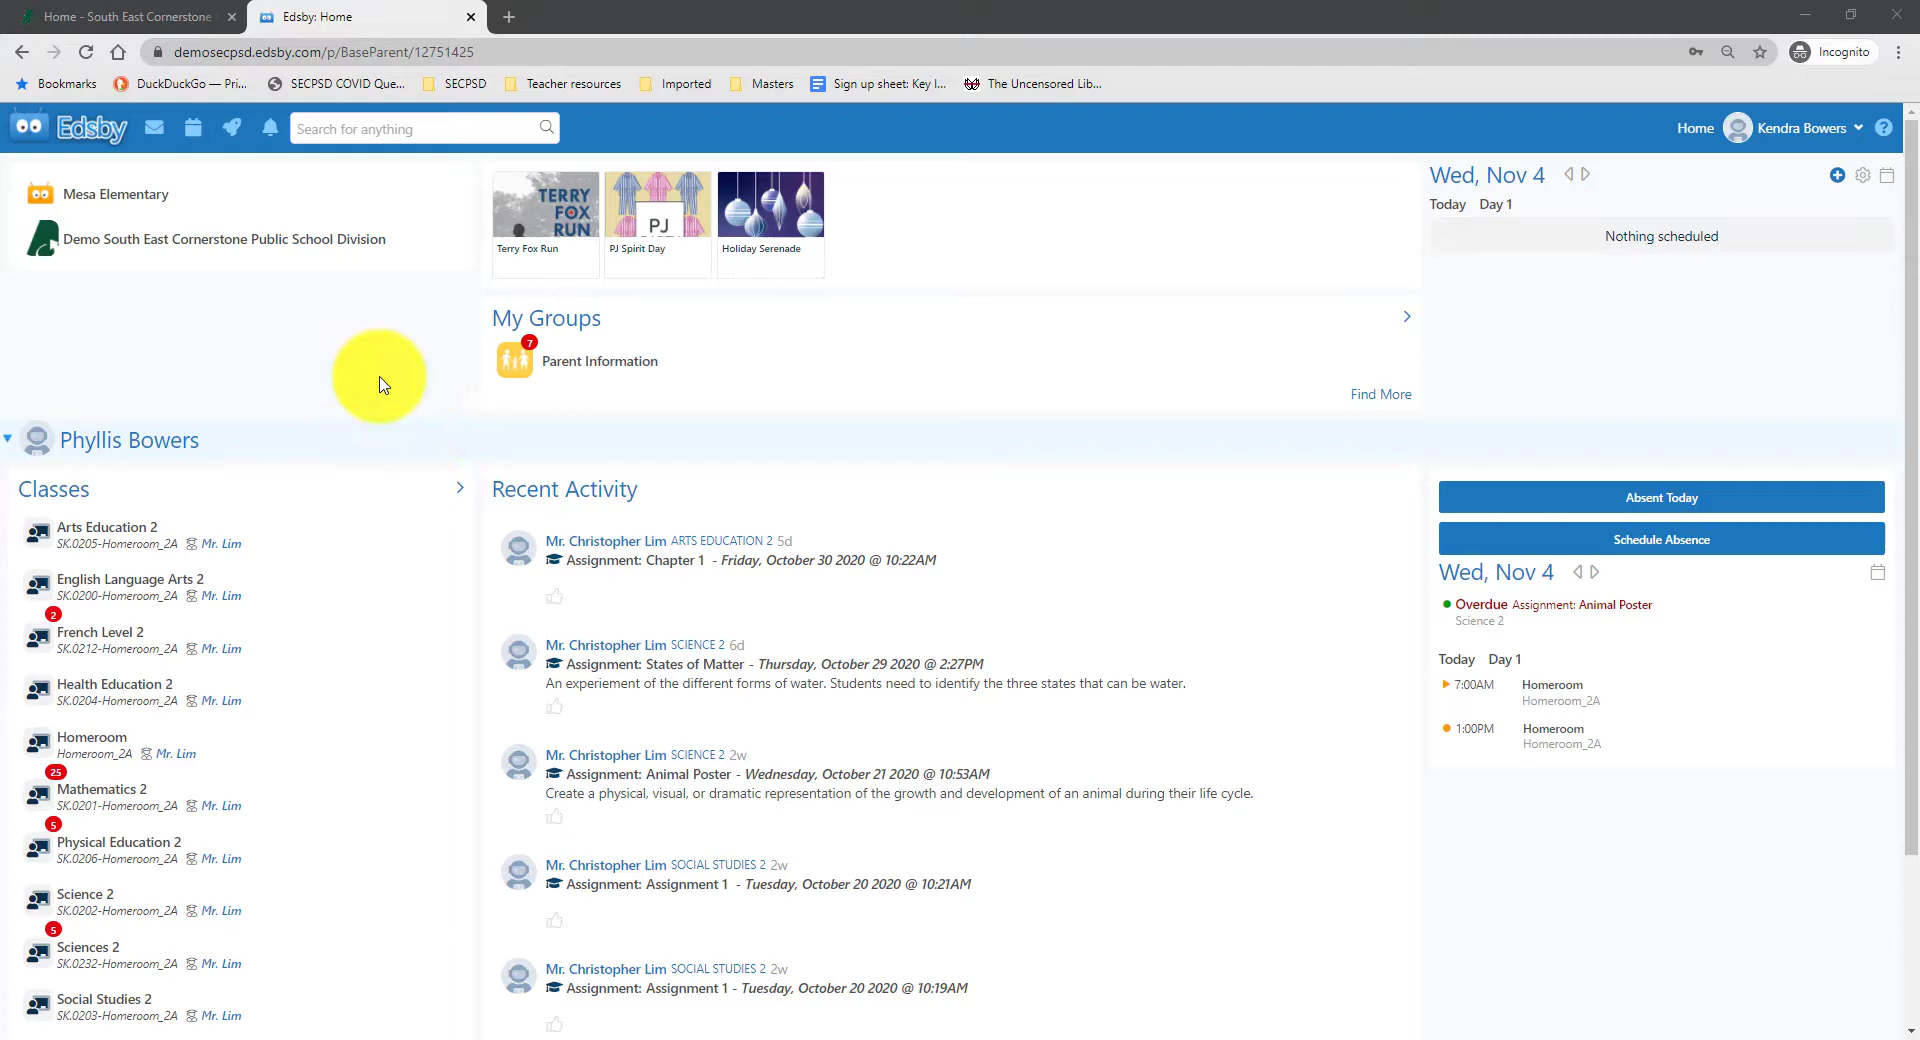 Home - South East Cornerstone
Edsby: Home
demosecpsd.edsby.com/p/BaseParent/12751425
Incognito
Bookmarks
DuckDuckGo — Pri...
SECPSD COVID Que...
SECPSD
Teacher resources
Imported
Masters
Sign up sheet: Key I...
The Uncensored Lib...
Edsby
Search for anything
Home
Kendra Bowers
Mesa Elementary
Demo South East Cornerstone Public School Division
TERRY
FOX
RUN
PJ
Terry Fox Run
PJ Spirit Day
Holiday Serenade
My Groups
7
Parent Information
Find More
Wed, Nov 4
Today Day 1
Nothing scheduled
Phyllis Bowers
Classes
Arts Education 2
SK.0205-Homeroom_2A Mr. Lim
English Language Arts 2
SK.0200-Homeroom_2A Mr. Lim
2
French Level 2
SK.0212-Homeroom_2A Mr. Lim
Health Education 2
SK.0204-Homeroom_2A Mr. Lim
Homeroom
Homeroom_2A Mr. Lim
25
Mathematics 2
SK.0201-Homeroom_2A Mr. Lim
5
Physical Education 2
SK.0206-Homeroom_2A Mr. Lim
Science 2
SK.0202-Homeroom_2A Mr. Lim
5
Sciences 2
SK.0232-Homeroom_2A Mr. Lim
Social Studies 2
SK.0203-Homeroom_2A Mr. Lim
Recent Activity
Mr. Christopher Lim ARTS EDUCATION 2 5d
Assignment: Chapter 1 - Friday, October 30 2020 @ 10:22AM
Mr. Christopher Lim SCIENCE 2 6d
Assignment: States of Matter - Thursday, October 29 2020 @ 2:27PM
An experiement of the different forms of water. Students need to identify the three states that can be water.
Mr. Christopher Lim SCIENCE 2 2w
Assignment: Animal Poster - Wednesday, October 21 2020 @ 10:53AM
Create a physical, visual, or dramatic representation of the growth and development of an animal during their life cycle.
Mr. Christopher Lim SOCIAL STUDIES 2 2w
Assignment: Assignment 1 - Tuesday, October 20 2020 @ 10:21AM
Mr. Christopher Lim SOCIAL STUDIES 2 2w
Assignment: Assignment 1 - Tuesday, October 20 2020 @ 10:19AM
Absent Today
Schedule Absence
Wed, Nov 4
Overdue Assignment: Animal Poster
Science 2
Today Day 1
7:00AM Homeroom
Homeroom_2A
1:00PM Homeroom
Homeroom_2A